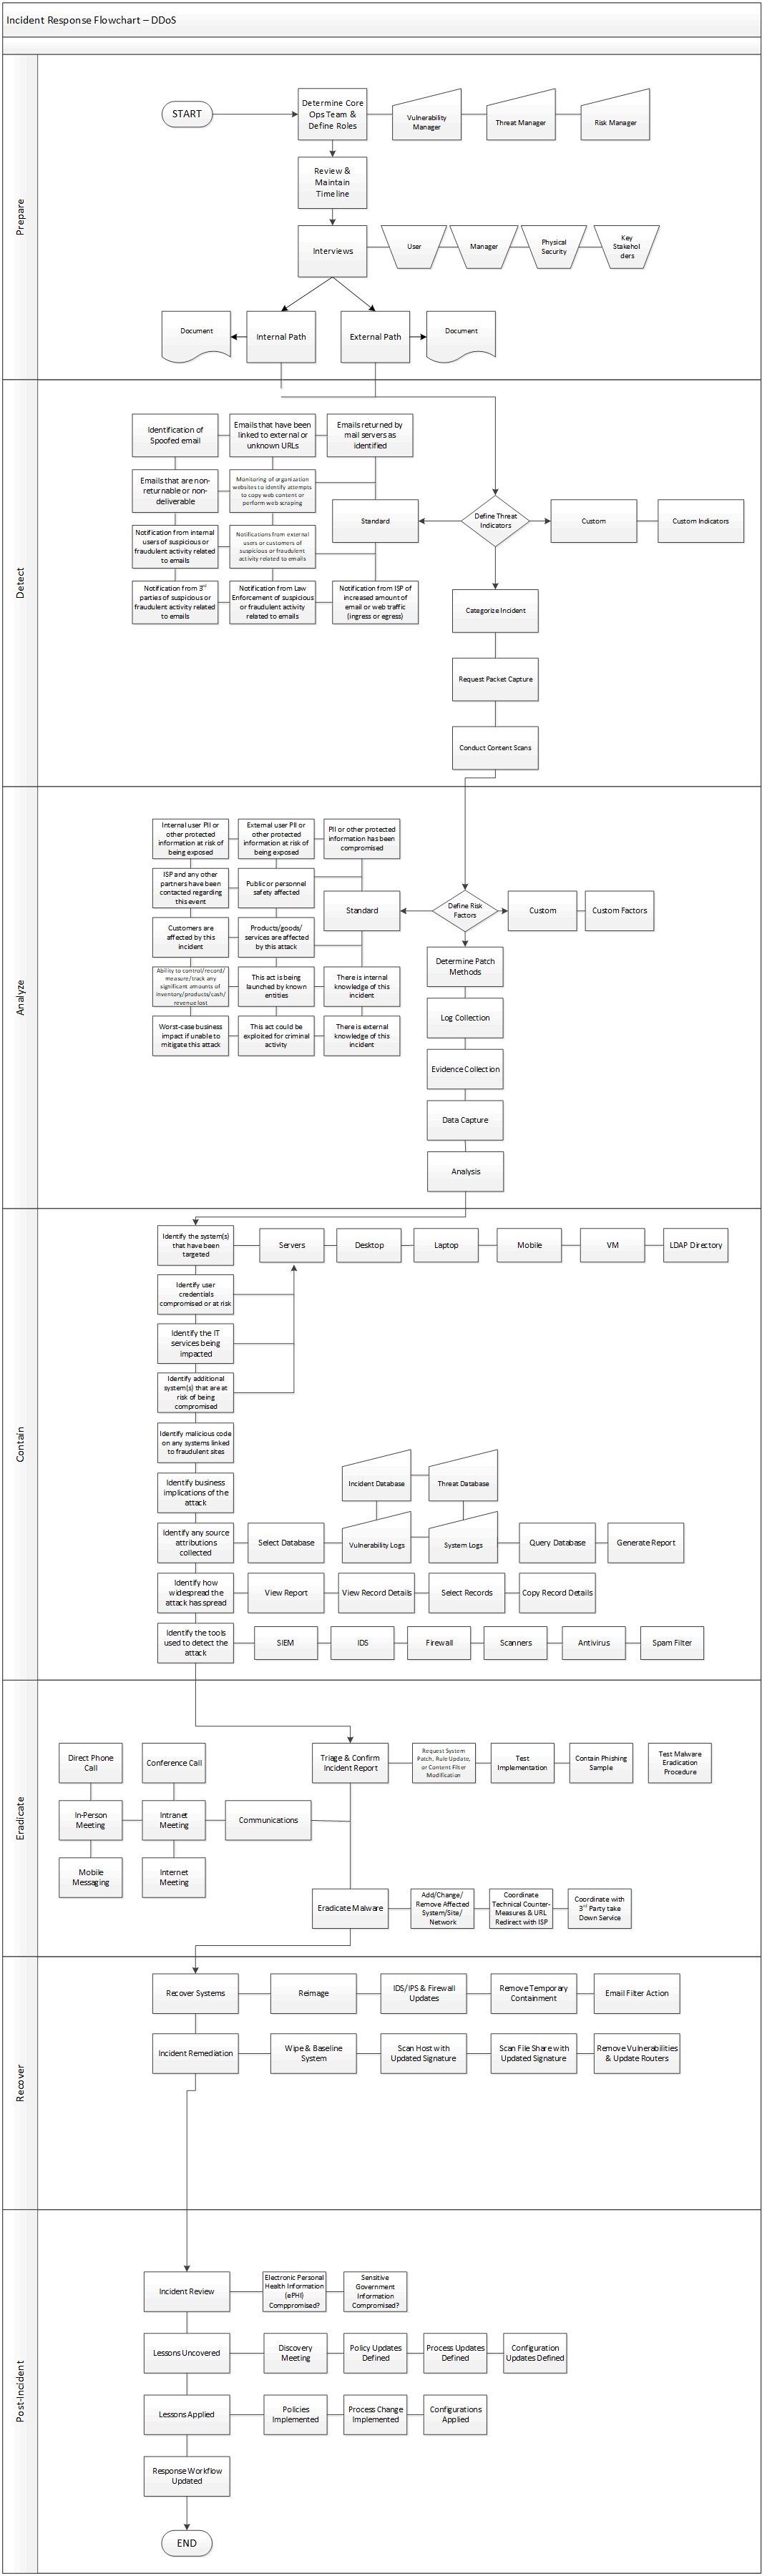 Incident Response Flowchart – DDoS
Prepare
START
Determine Core
Ops Team &
Define Roles
Vulnerability
Manager
Threat Manager
Risk Manager
Review &
Maintain
Timeline
Interviews
User
Manager
Physical
Security
Key
Stakehol
ders
Document
Internal Path
External Path
Document
Detect
Identification of
Spoofed email
Emails that have been
linked to external or
unknown URLs
Emails returned by
mail servers as
identified
Emails that are non-
returnable or non-
deliverable
Monitoring of organization
websites to identify attempts
to copy web content or
perform web scraping
Standard
Define Threat
Indicators
Custom
Custom Indicators
Notification from internal
users of suspicious or
fraudulent activity related
to emails
Notifications from external
users or customers of
suspicious or fraudulent
activity related to emails
Notification from 3rd
parties of suspicious or
fraudulent activity related
to emails
Notification from Law
Enforcement of suspicious
or fraudulent activity
related to emails
Notification from ISP
of increased amount of
email or web traffic
(ingress or egress)
Categorize Incident
Request Packet Capture
Conduct Content Scans
Analyze
Internal user PII or
other protected
information at risk of
being exposed
External user PII or
other protected
information at risk of
being exposed
PII or other protected
information has been
compromised
ISP and any other
partners have been
contacted regarding
this event
Public or personnel
safety affected
Standard
Define Risk
Factors
Custom
Custom Factors
Customers are
affected by this
incident
Products/goods/
services are affected
by this attack
Determine Patch
Methods
Ability to control/record/
measure/track any
significant amounts of
inventory/products/cash/
revenue lost
This act is being
launched by known
entities
There is internal
knowledge of this
incident
Log Collection
Worst-case business
impact if unable to
mitigate this attack
This act could be
exploited for criminal
activity
There is external
knowledge of this
incident
Evidence Collection
Data Capture
Analysis
Contain
Identify the system(s)
that have been
targeted
Servers
Desktop
Laptop
Mobile
VM
LDAP Directory
Identify user
credentials
compromised or at risk
Identify the IT
services being
impacted
Identify additional
system(s) that are at
risk of being
compromised
Identify malicious code
on any systems linked
to fraudulent sites
Identify business
implications of the
attack
Incident Database
Threat Database
Identify any source
attributions
collected
Select Database
Vulnerability Logs
System Logs
Query Database
Generate Report
Identify how
widespread the
attack has spread
View Report
View Record Details
Select Records
Copy Record Details
Identify the tools
used to detect the
attack
SIEM
IDS
Firewall
Scanners
Antivirus
Spam Filter
Eradicate
Direct Phone
Call
Conference Call
Triage & Confirm
Incident Report
Request System
Patch, Rule Update,
or Content Filter
Modification
Test
Implementation
Contain Phishing
Sample
Test Malware
Eradication
Procedure
In-Person
Meeting
Intranet
Meeting
Communications
Mobile
Messaging
Internet
Meeting
Eradicate Malware
Add/Change/
Remove Affected
System/Site/
Network
Coordinate
Technical Counter-
Measures & URL
Redirect with ISP
Coordinate with
3rd Party take
Down Service
Recover
Recover Systems
Reimage
IDS/IPS & Firewall
Updates
Remove Temporary
Containment
Email Filter Action
Incident Remediation
Wipe & Baseline
System
Scan Host with
Updated Signature
Scan File Share with
Updated Signature
Remove Vulnerabilities
& Update Routers
Post-Incident
Incident Review
Electronic Personal
Health Information
(ePHI)
Comppromised?
Sensitive
Government
Information
Compromised?
Lessons Uncovered
Discovery
Meeting
Policy Updates
Defined
Process Updates
Defined
Configuration
Updates Defined
Lessons Applied
Policies
Implemented
Process Change
Implemented
Configurations
Applied
Response Workflow
Updated
END